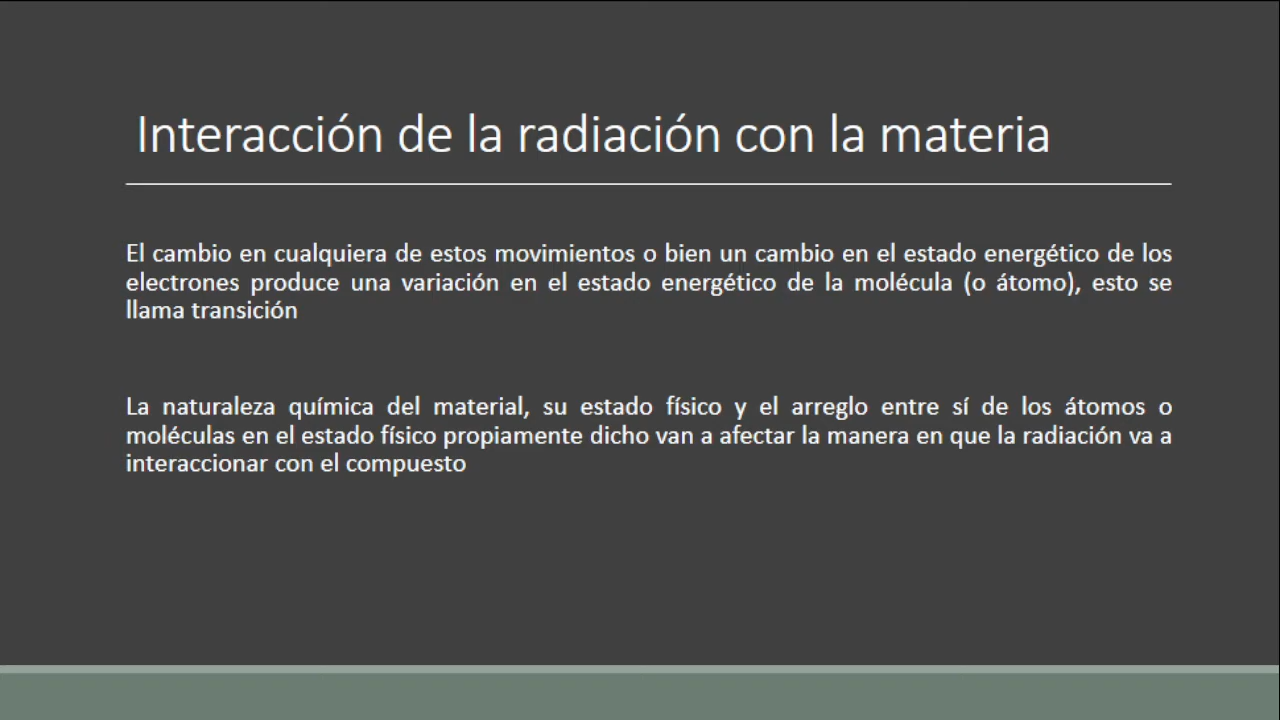 Interacción de la radiación con la materia
El cambio en cualquiera de estos movimientos o bien un cambio en el estado energético de los
electrones produce una variación en el estado energético de la molécula (o átomo), esto se
llama transición
La naturaleza química del material, su estado físico y el arreglo entre sí de los átomos o
moléculas en el estado físico propiamente dicho van a afectar la manera en que la radiación va a
interaccionar con el compuesto